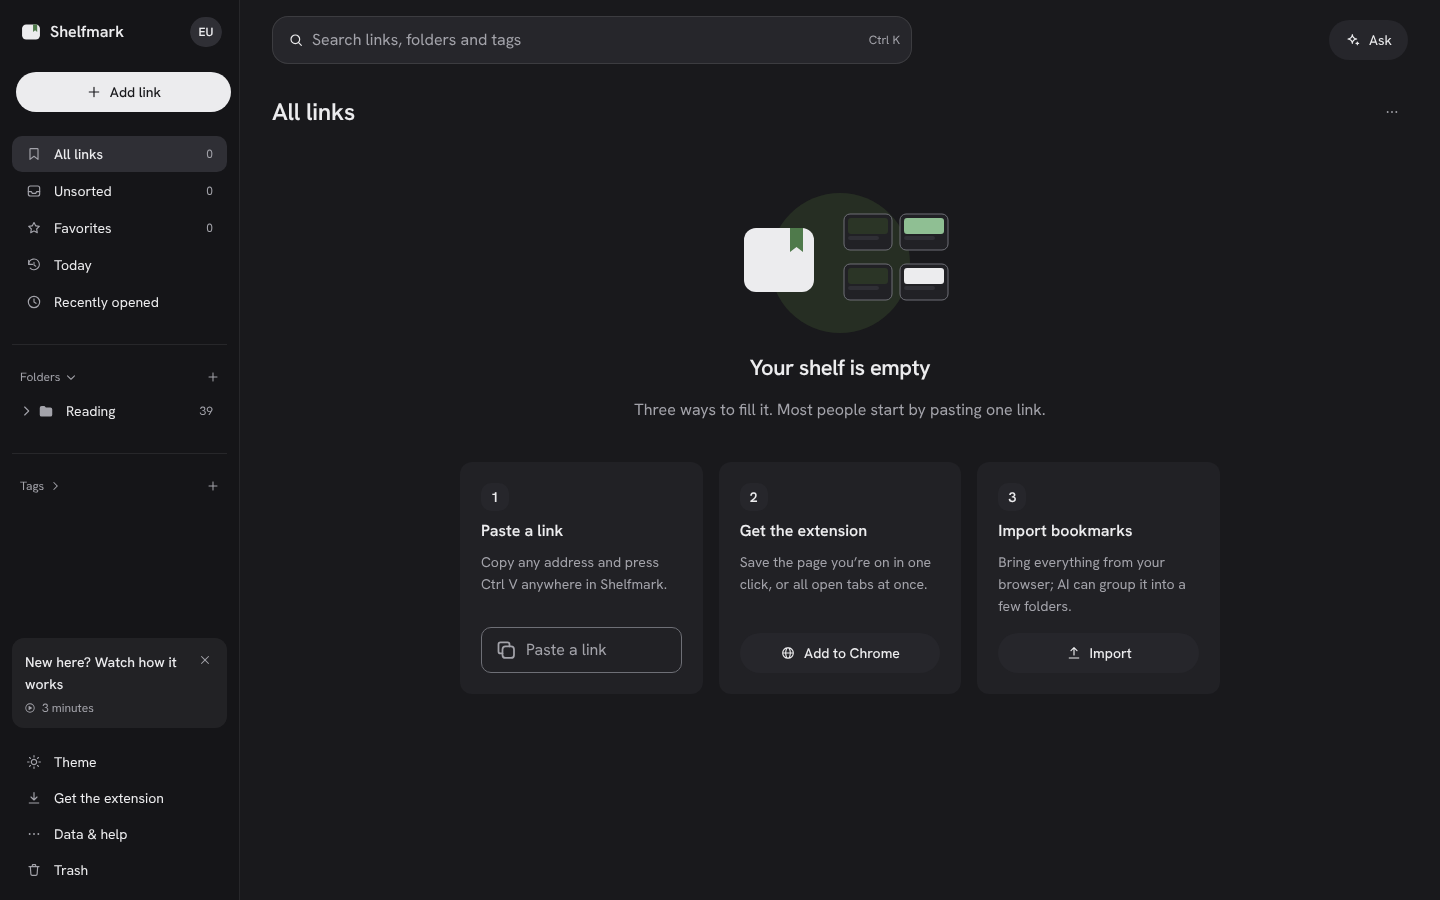 Shelfmark
EU
Add link
All links 0
Unsorted 0
Favorites 0
Today
Recently opened
Folders
Reading 39
Tags
New here? Watch how it
works
3 minutes
Theme
Get the extension
Data & help
Trash
Search links, folders and tags Ctrl K
Ask
All links
Your shelf is empty
Three ways to fill it. Most people start by pasting one link.
1
Paste a link
Copy any address and press
Ctrl V anywhere in Shelfmark.
Paste a link
2
Get the extension
Save the page you’re on in one
click, or all open tabs at once.
Add to Chrome
3
Import bookmarks
Bring everything from your
browser; AI can group it into a
few folders.
Import